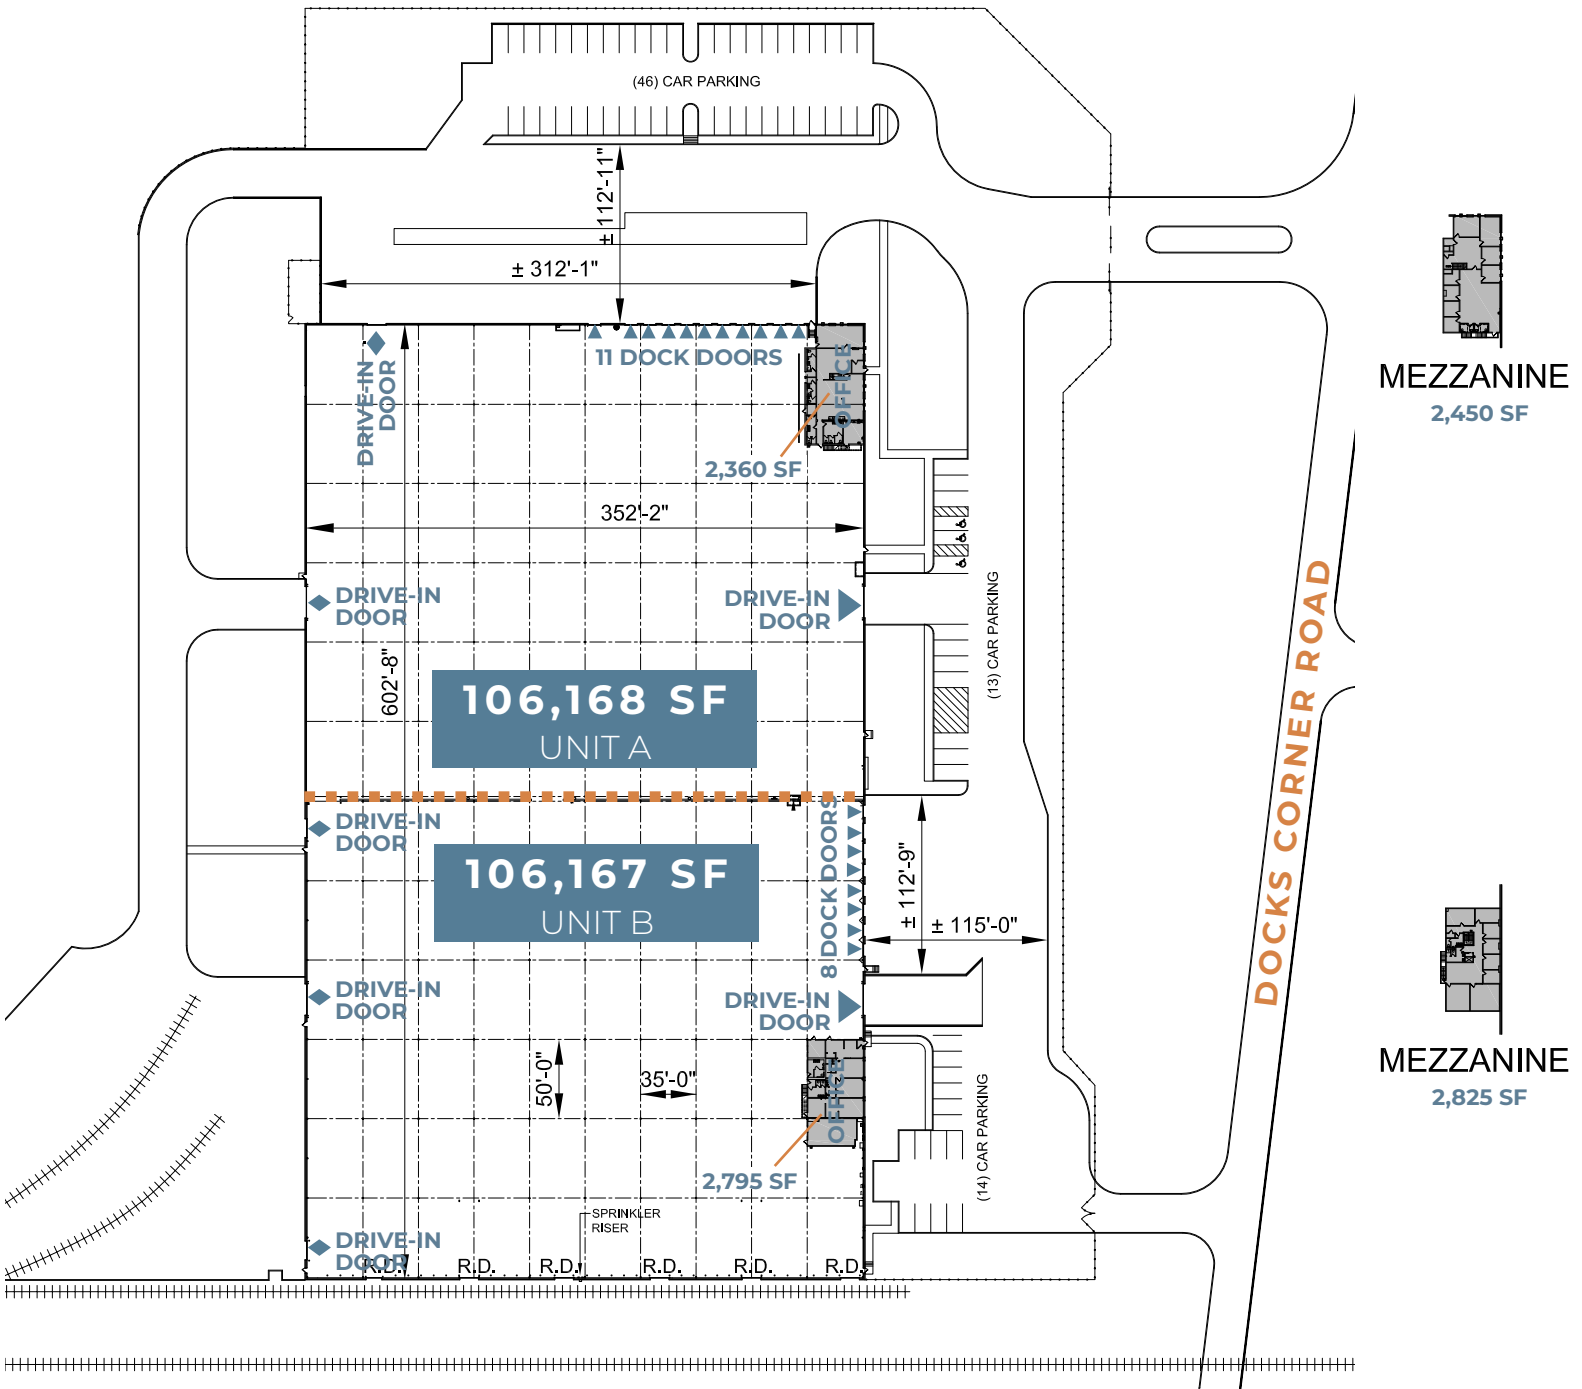 (46) CAR PARKING
± 112'-11"
± 312'-1"
11 DOCK DOORS
DRIVE-IN
DOOR
OFFICE
2,360 SF
352'-2"
DRIVE-IN
DOOR
DRIVE-IN
DOOR
(13) CAR PARKING
602'-8"
106,168 SF
UNIT A
DRIVE-IN
DOOR
8 DOCK DOORS
106,167 SF
UNIT B
± 112'-9"
± 115'-0"
DRIVE-IN
DOOR
DRIVE-IN
DOOR
50'-0"
35'-0"
OFFICE
2,795 SF
(14) CAR PARKING
SPRINKLER
RISER
DRIVE-IN
DOOR
R.D.
R.D.
R.D.
R.D.
R.D.
R.D.
DOCKS CORNER ROAD
MEZZANINE
2,450 SF
MEZZANINE
2,825 SF